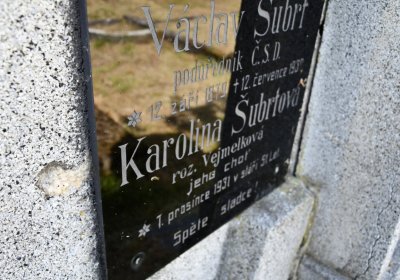 Václav Šubrt
podúředník Č.S.D.
* 12. září 1870 + 12. července 1937.
Karolina Šubrtová
roz. Vejmelková
jeho choť
* 7. prosince 1931 v stáří 51 let.
Spěte sladce!